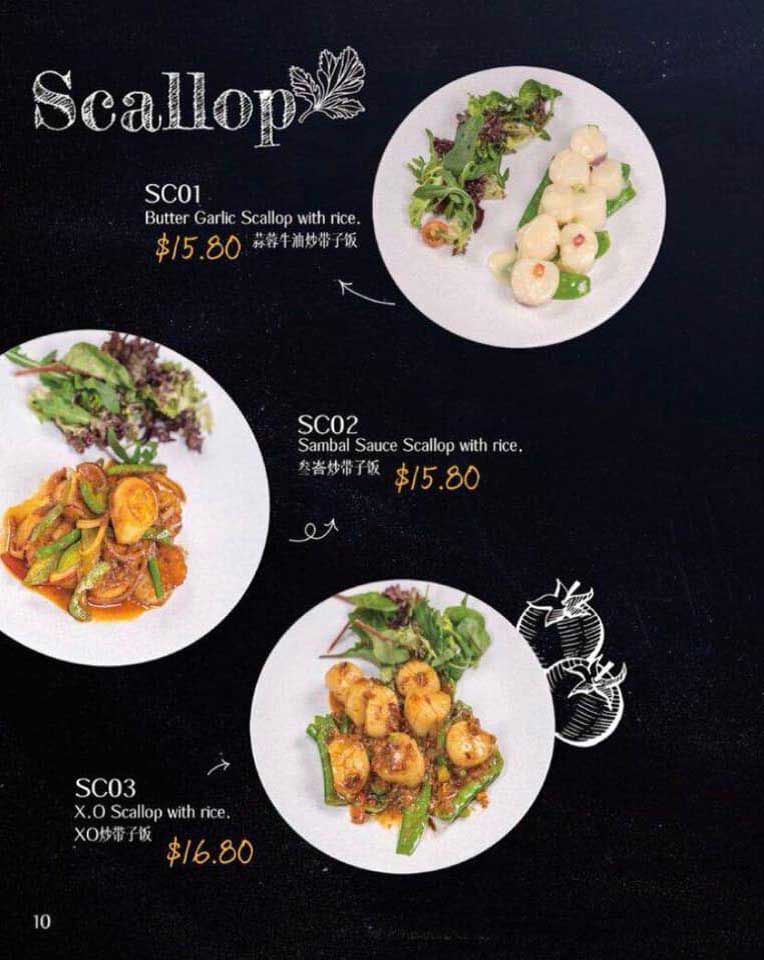 Scallop
SC01
Butter Garlic Scallop with rice.
$15.80 蒜蓉牛油炒带子饭
SC02
Sambal Sauce Scallop with rice.
叁峇炒带子饭 $15.80
SC03
X.O Scallop with rice.
XO炒带子饭
$16.80
10